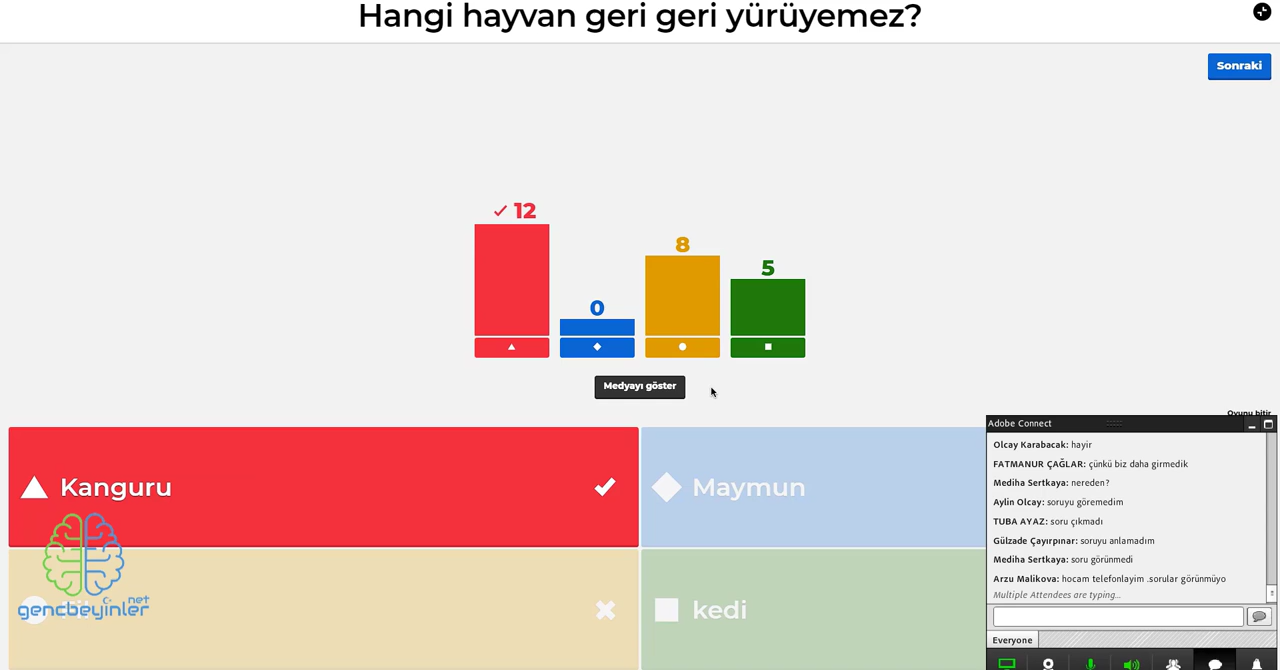 Hangi hayvan geri geri yürüyemez?
Sonraki
12
0
8
5
Medyayı göster
Oyunu bitir
Kanguru
Maymun
kedi
gencbeyinler
net
Adobe Connect
Olcay Karabacak: hayir
FATMANUR ÇAĞLAR: çünkü biz daha girmedik
Mediha Sertkaya: nereden?
Aylin Olcay: soruyu göremedim
TUBA AYAZ: soru çıkmadı
Gülzade Çayırpınar: soruyu anlamadım
Mediha Sertkaya: soru görünmedi
Arzu Malikova: hocam telefonlayim .sorular görünmüyo
Multiple Attendees are typing...
Everyone